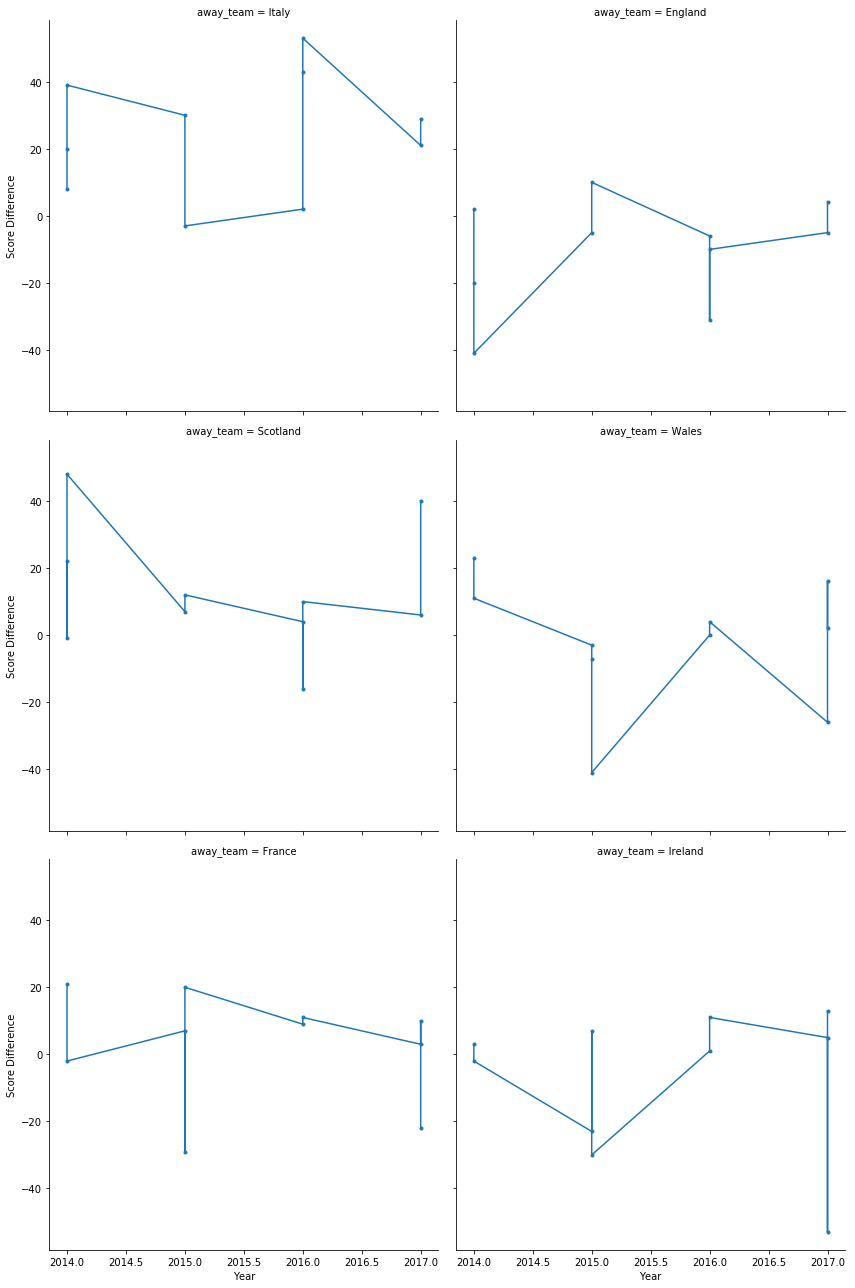 away_team = Italy
away_team = England
40
20
0
−20
−40
Score Difference
away_team = Scotland
away_team = Wales
40
20
0
−20
−40
Score Difference
away_team = France
away_team = Ireland
40
20
0
−20
−40
Score Difference
2014.0 2014.5 2015.0 2015.5 2016.0 2016.5 2017.0
Year
2014.0 2014.5 2015.0 2015.5 2016.0 2016.5 2017.0
Year